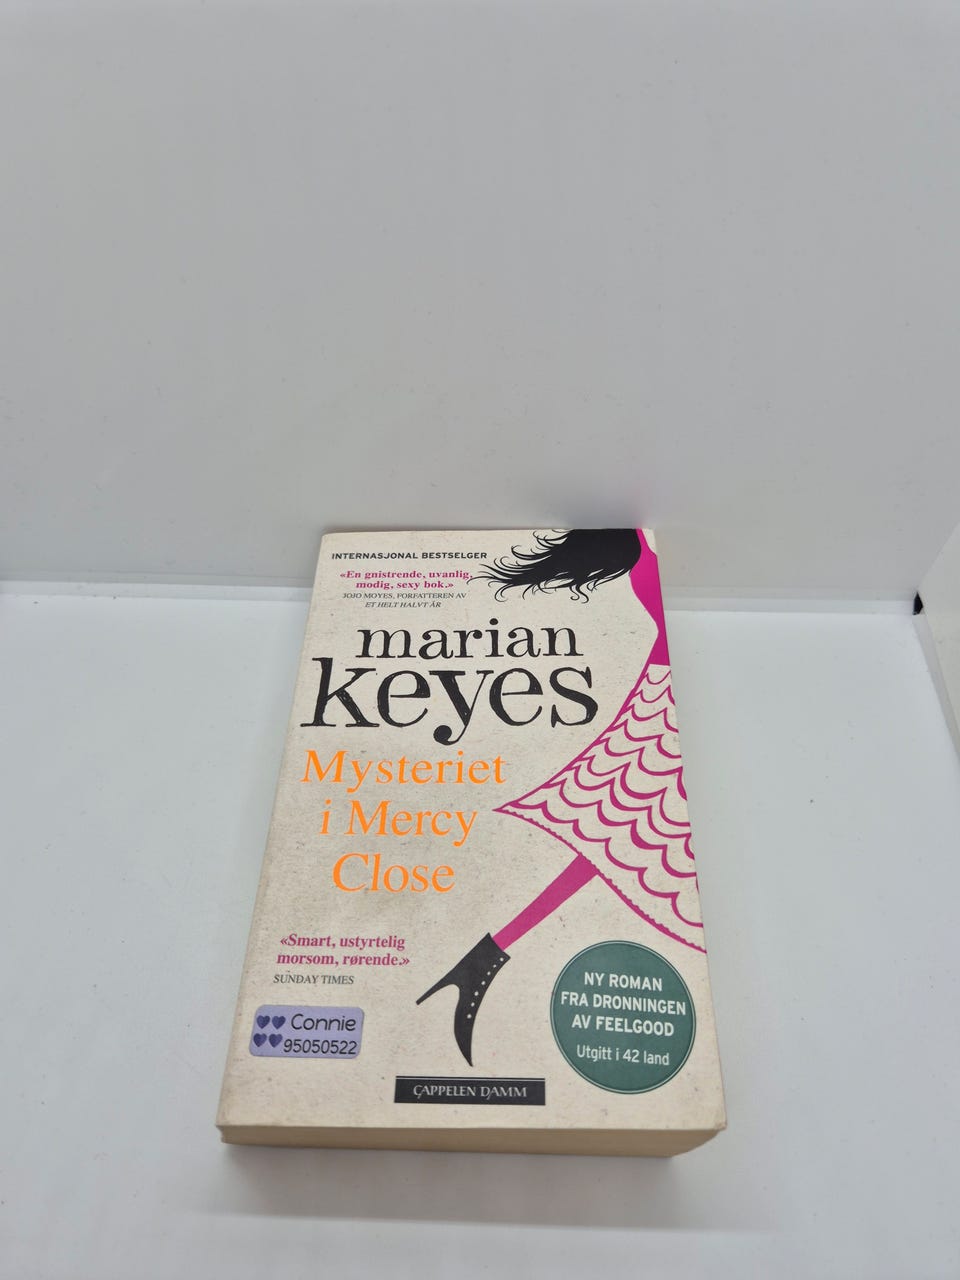 INTERNASJONAL BESTSELGER
«En gnistrende, uvanlig,
modig, sexy bok.»
JOJO MOYES, FORFATTEREN AV
ET HELT HALVT ÅR
marian
keyes
Mysteriet
i Mercy
Close
«Smart, ustyrtelig
morsom, rørende.»
SUNDAY TIMES
Connie
95050522
NY ROMAN
FRA DRONNINGEN
AV FEELGOOD
Utgitt i 42 land
CAPPELEN DAMM